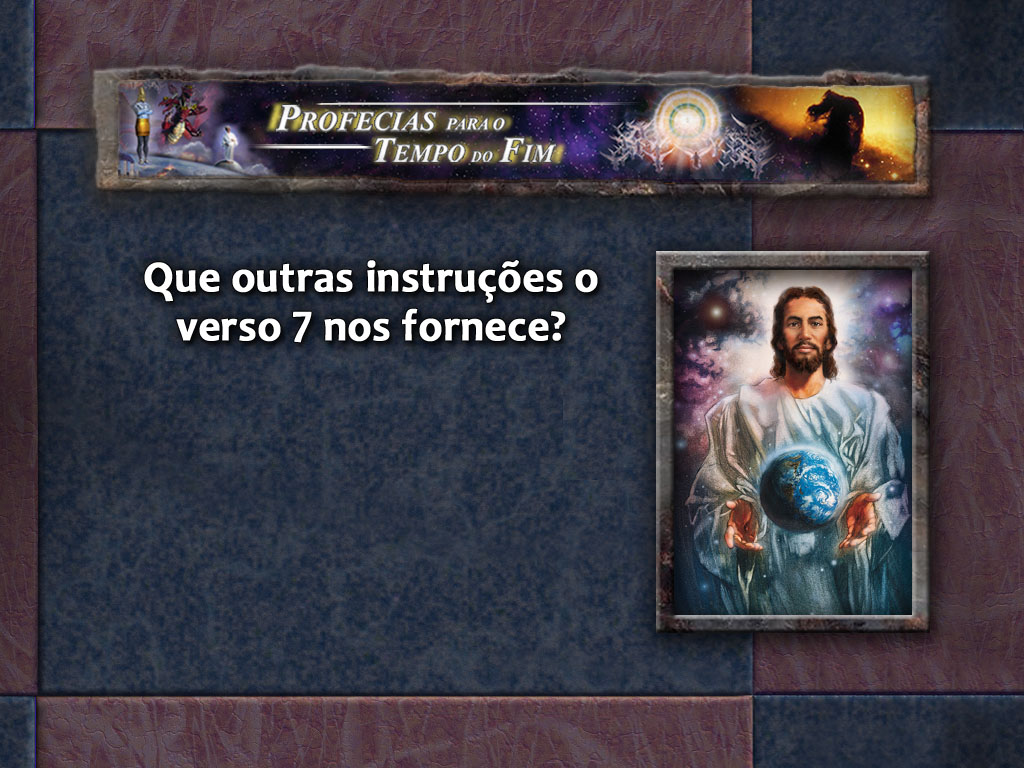 PROFECIAS PARA O
TEMPO DO FIM
Que outras instruções o
verso 7 nos fornece?